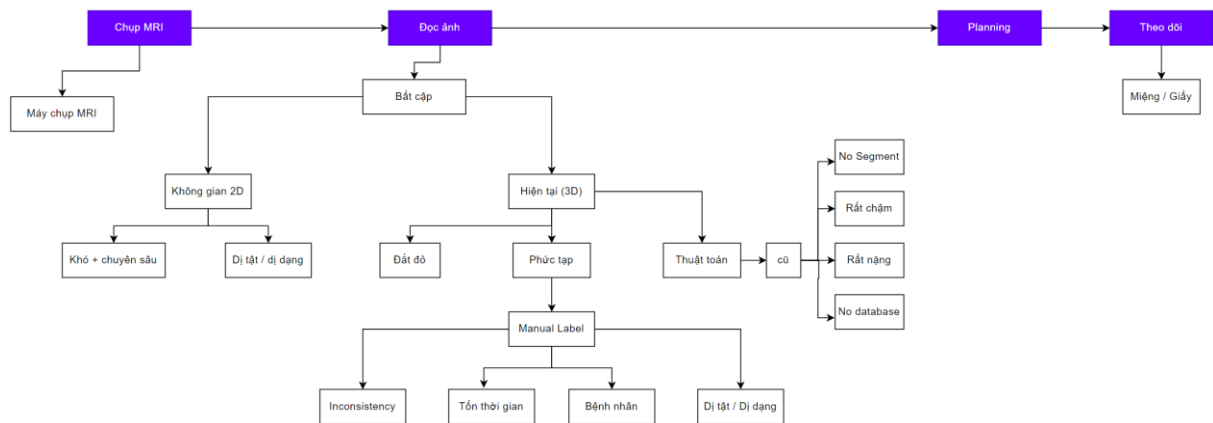 Chụp MRI
Đọc ảnh
Planning
Theo dõi
Máy chụp MRI
Bất cập
Miệng / Giấy
No Segment
Không gian 2D
Hiện tại (3D)
Rất chậm
Khó + chuyên sâu
Dị tật / dị dạng
Đắt đỏ
Phức tạp
Thuật toán
cũ
Rất nặng
No database
Manual Label
Inconsistency
Tốn thời gian
Bệnh nhân
Dị tật / Dị dạng